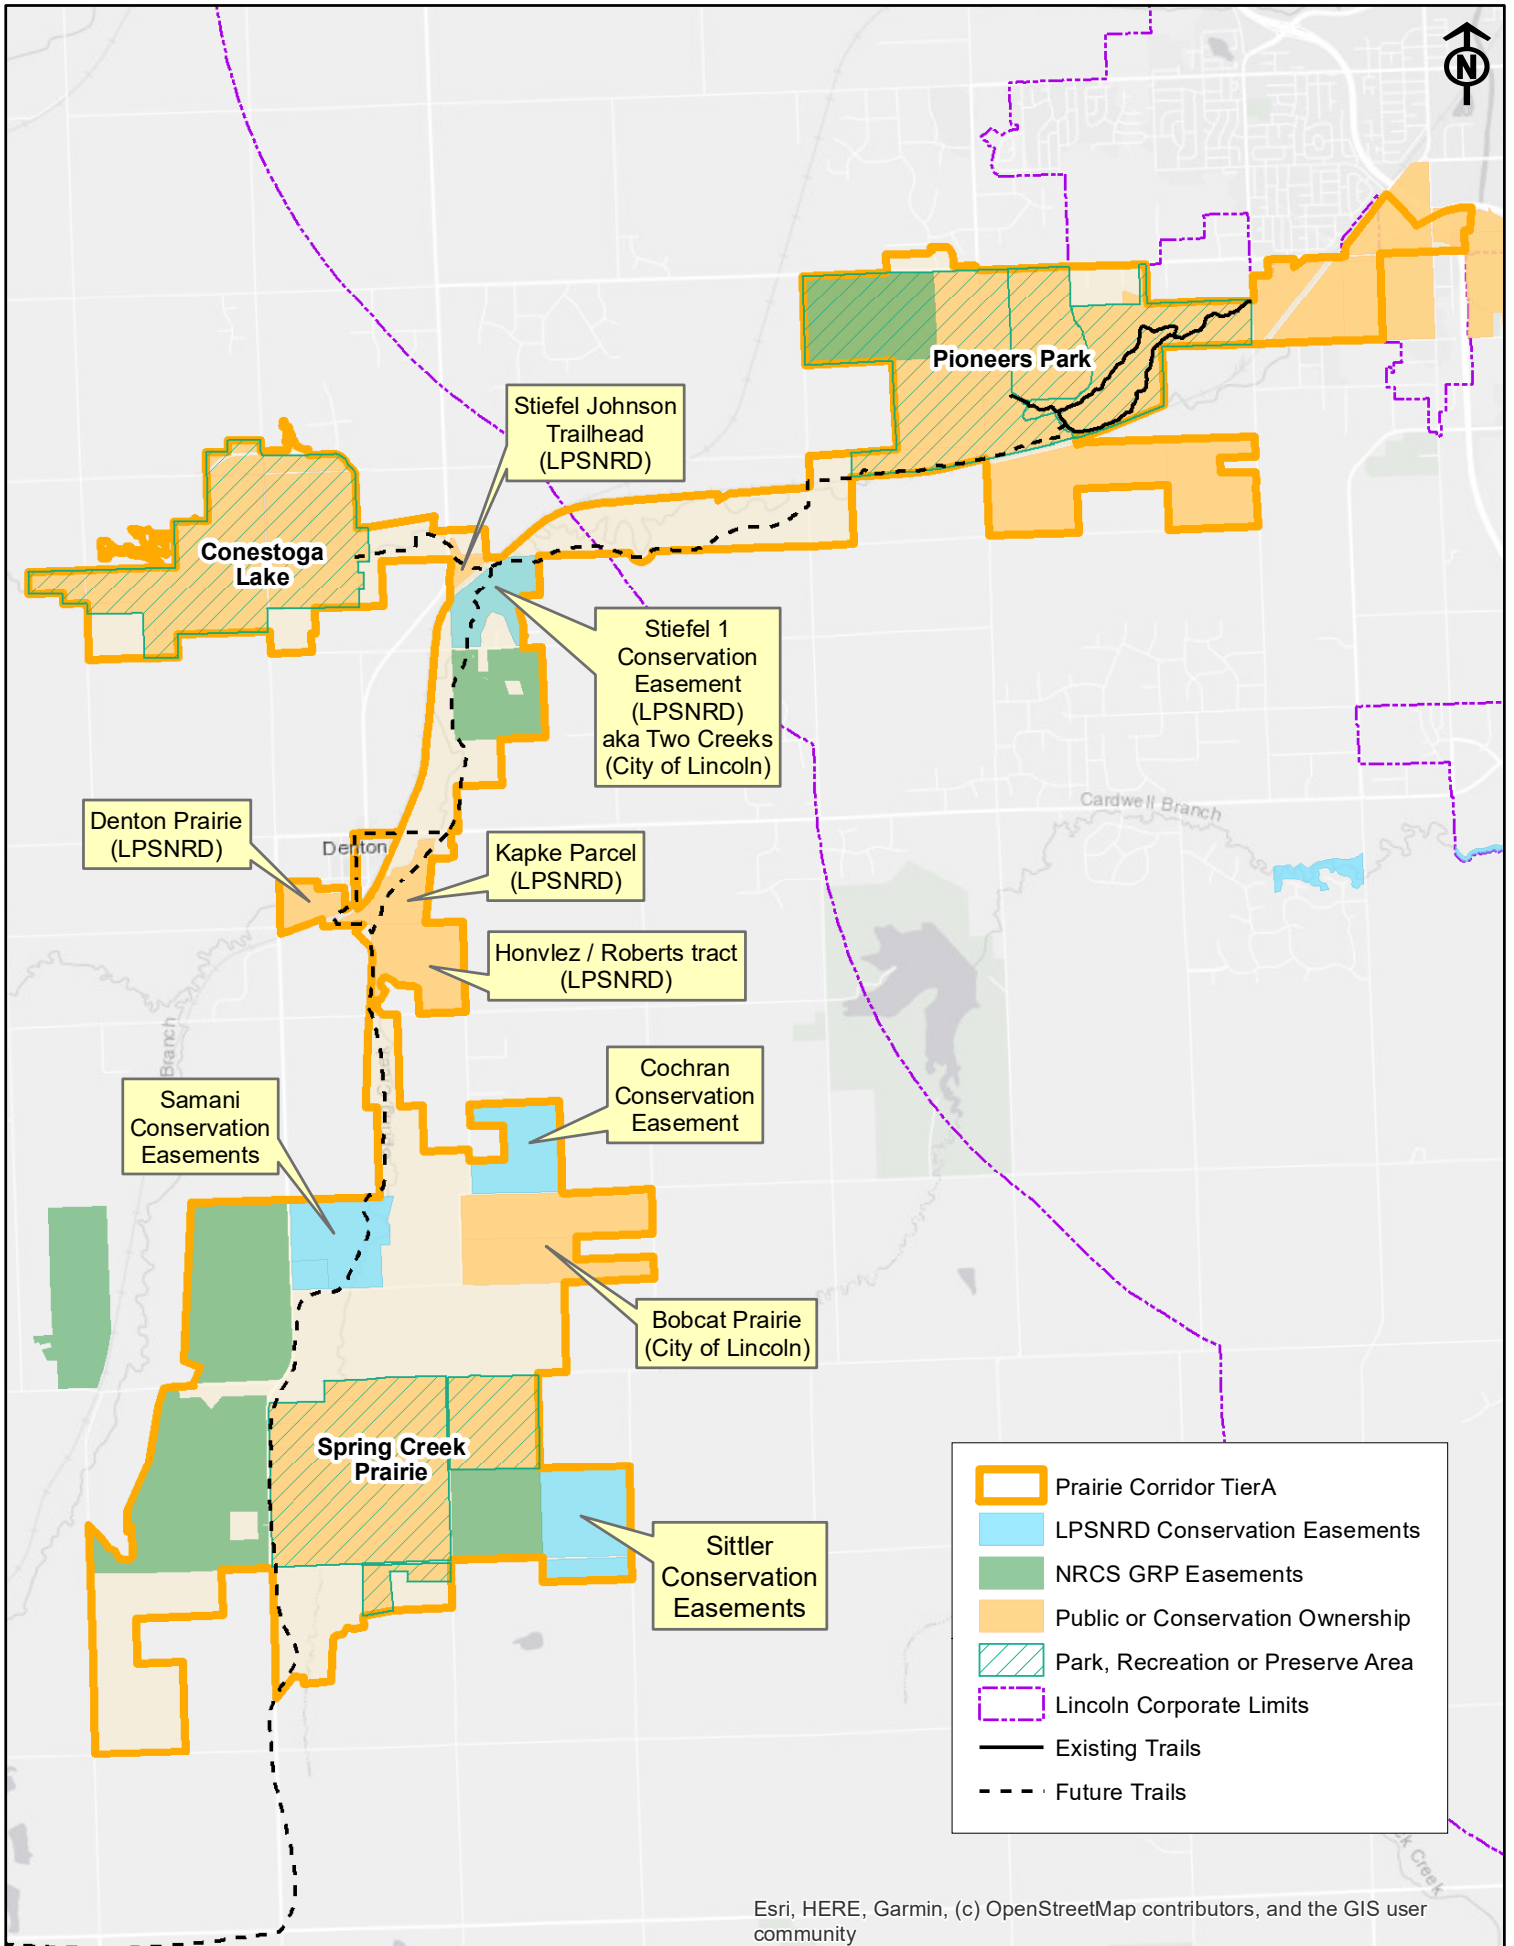 N
Pioneers Park
Stiefel Johnson
Trailhead
(LPSNRD)
Conestoga
Lake
Stiefel 1
Conservation
Easement
(LPSNRD)
aka Two Creeks
(City of Lincoln)
Cardwell Branch
Denton Prairie
(LPSNRD)
Denton
Kapke Parcel
(LPSNRD)
Honvlez / Roberts tract
(LPSNRD)
Branch
Cochran
Conservation
Easement
Samani
Conservation
Easements
Bobcat Prairie
(City of Lincoln)
Spring Creek
Prairie
Sittler
Conservation
Easements
Prairie Corridor TierA
LPSNRD Conservation Easements
NRCS GRP Easements
Public or Conservation Ownership
Park, Recreation or Preserve Area
Lincoln Corporate Limits
Existing Trails
Future Trails
Creek
Esri, HERE, Garmin, (c) OpenStreetMap contributors, and the GIS user
community